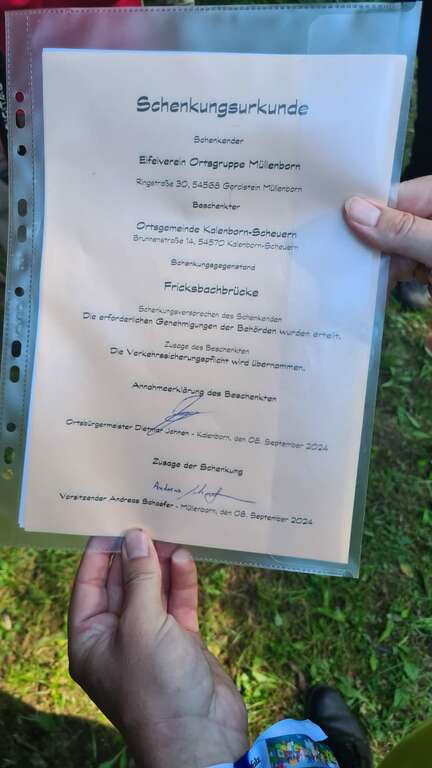 Schenkungsurkunde
Schenkender
Eifelverein Ortsgruppe Müllenborn
Ringstraße 30, 54568 Gerolstein Müllenborn
Beschenkter
Ortsgemeinde Kalenborn-Scheuern
Brunnenstraße 14, 54570 Kalenborn-Scheuern
Schenkungsgegenstand
Fricksbachbrücke
Schenkungsversprechen des Schenkenden
Die erforderlichen Genehmigungen der Behörden wurden erteilt.
Zusage des Beschenkten
Die Verkehrssicherungspflicht wird übernommen.
Annahmeerklärung des Beschenkten
Ortsbürgermeister Dietmar Johnen - Kalenborn, den 08. September 2024
Zusage der Schenkung
Andreas
Vorsitzender Andreas Schaefer - Müllenborn, den 08. September 2024